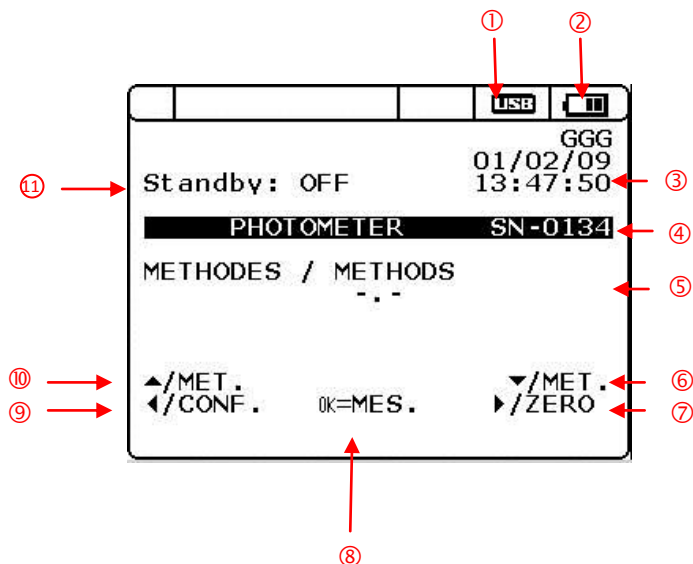 ① ②
USB
GGG
01/02/09
⑪ Standby: OFF 13:47:50 ③
PHOTOMETER SN-0134 ④
METHODES / METHODS ⑤
-.-
⑩ ▲/MET. ▼/MET. ⑥
⑨ ◀/CONF. OK=MES. ▶/ZERO ⑦
⑧